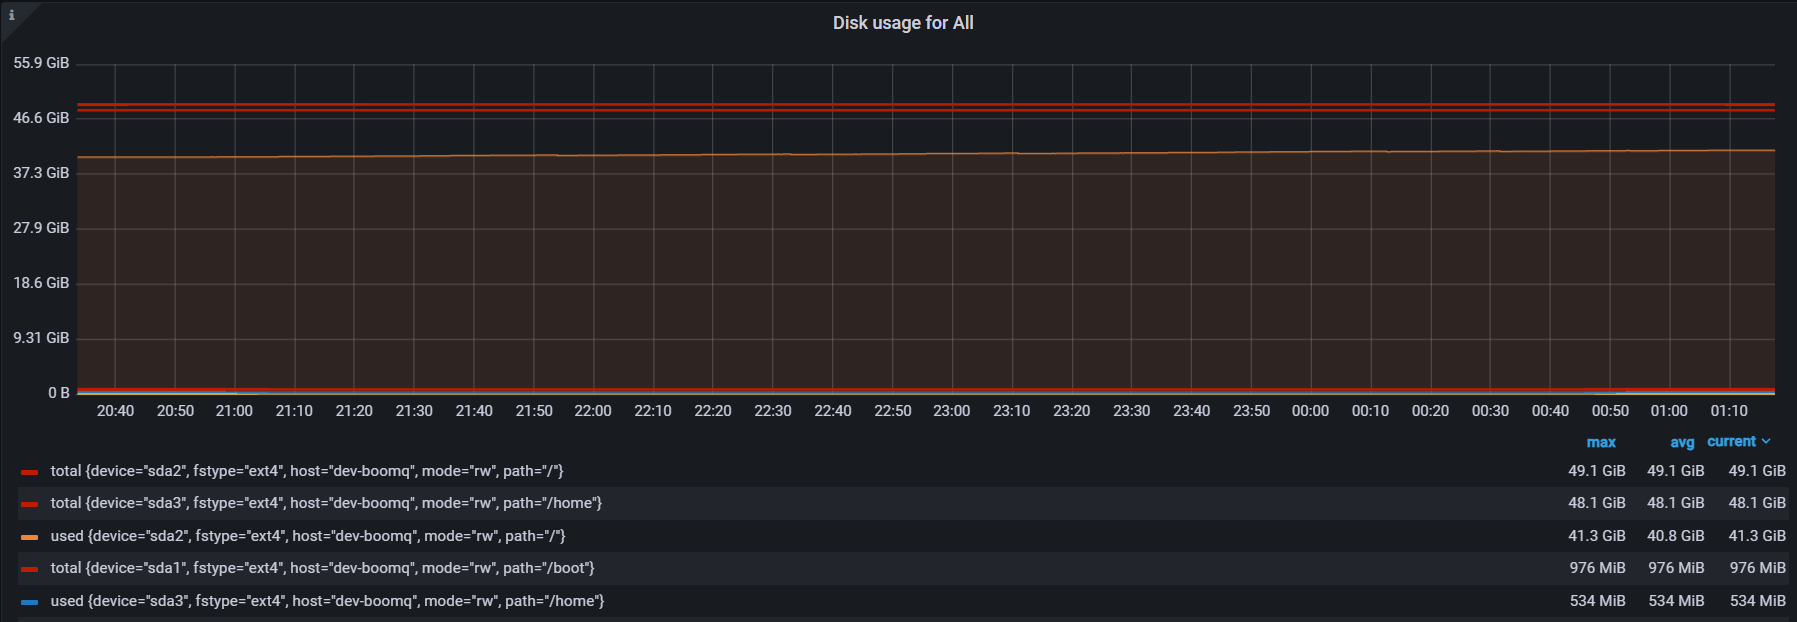 i
Disk usage for All
55.9 GiB
46.6 GiB
37.3 GiB
27.9 GiB
18.6 GiB
9.31 GiB
0 B
20:40 20:50 21:00 21:10 21:20 21:30 21:40 21:50 22:00 22:10 22:20 22:30 22:40 22:50 23:00 23:10 23:20 23:30 23:40 23:50 00:00 00:10 00:20 00:30 00:40 00:50 01:00 01:10
max avg current
total {device="sda2", fstype="ext4", host="dev-boomq", mode="rw", path="/"} 49.1 GiB 49.1 GiB 49.1 GiB
total {device="sda3", fstype="ext4", host="dev-boomq", mode="rw", path="/home"} 48.1 GiB 48.1 GiB 48.1 GiB
used {device="sda2", fstype="ext4", host="dev-boomq", mode="rw", path="/"} 41.3 GiB 40.8 GiB 41.3 GiB
total {device="sda1", fstype="ext4", host="dev-boomq", mode="rw", path="/boot"} 976 MiB 976 MiB 976 MiB
used {device="sda3", fstype="ext4", host="dev-boomq", mode="rw", path="/home"} 534 MiB 534 MiB 534 MiB